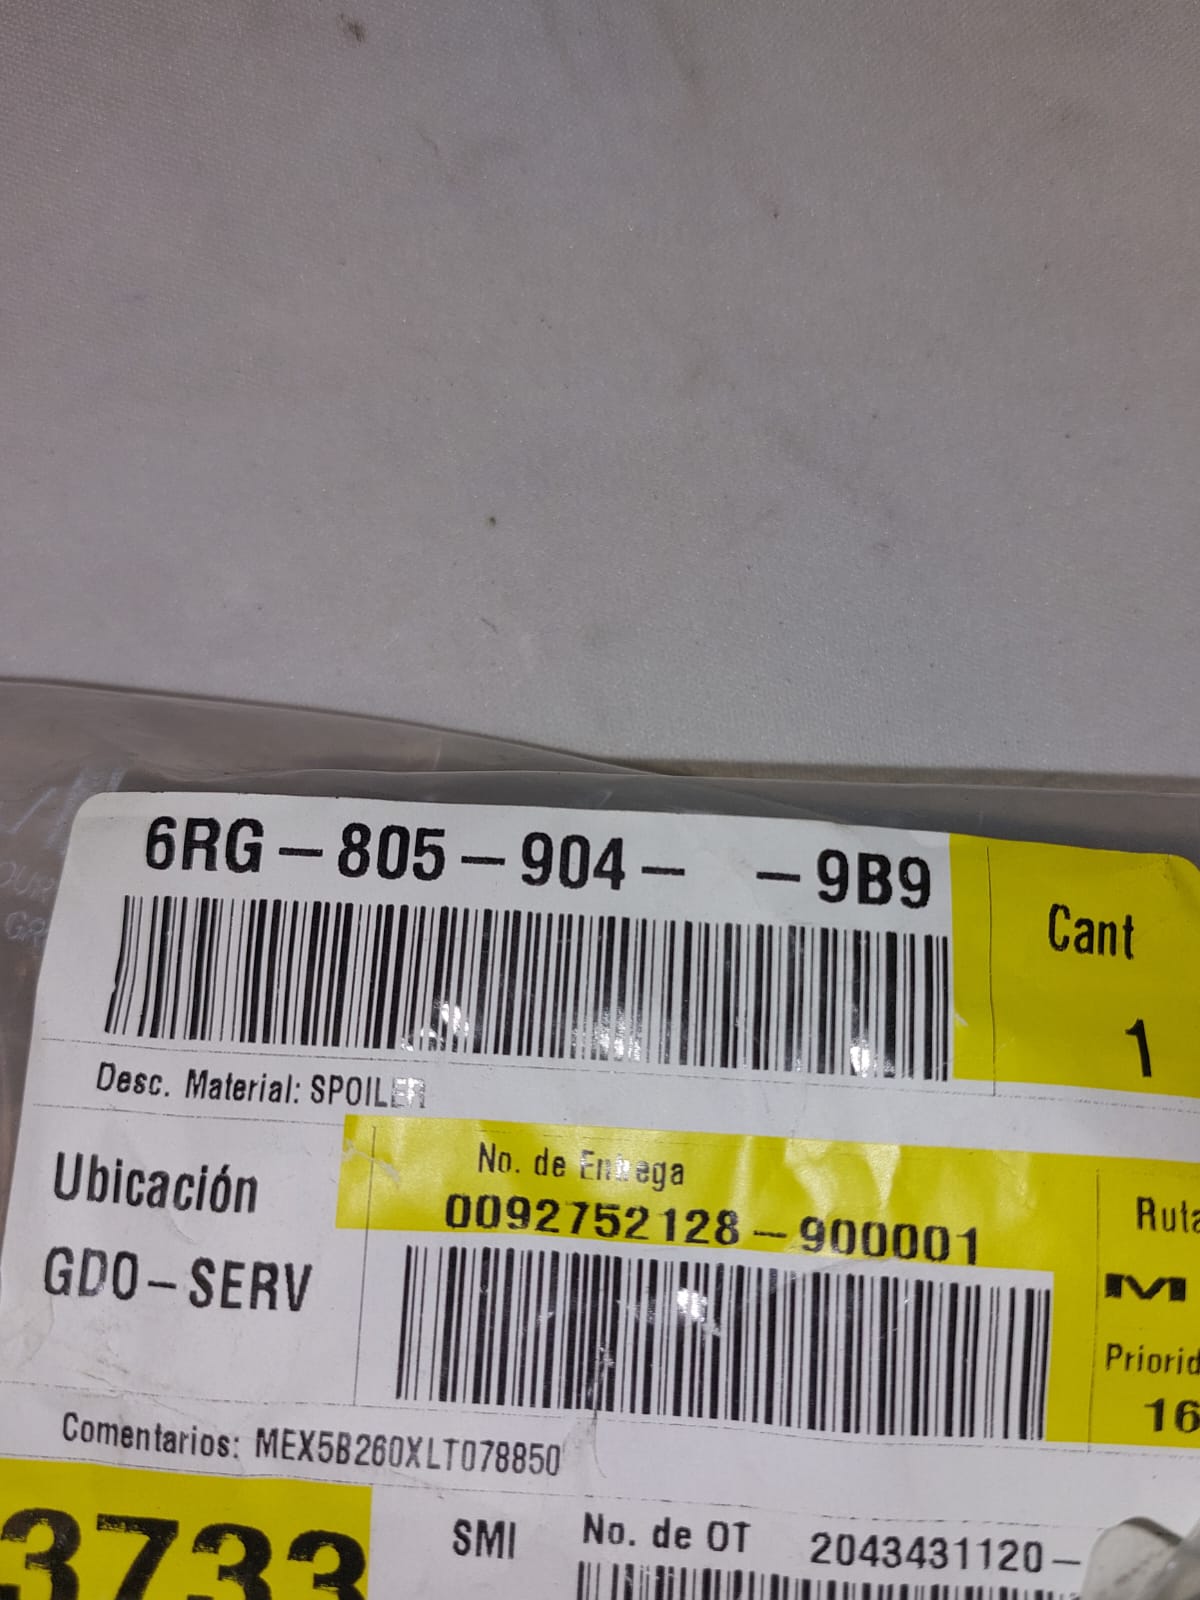 6RG-805-904- -9B9
Cant
1
Desc. Material: SPOILER
Ubicación
No. de Entrega
0092752128-900001
GDO-SERV
Ruta
M
Priorid
16
Comentarios: MEX5B260XLT078850
3733
SMI
No. de OT
2043431120-